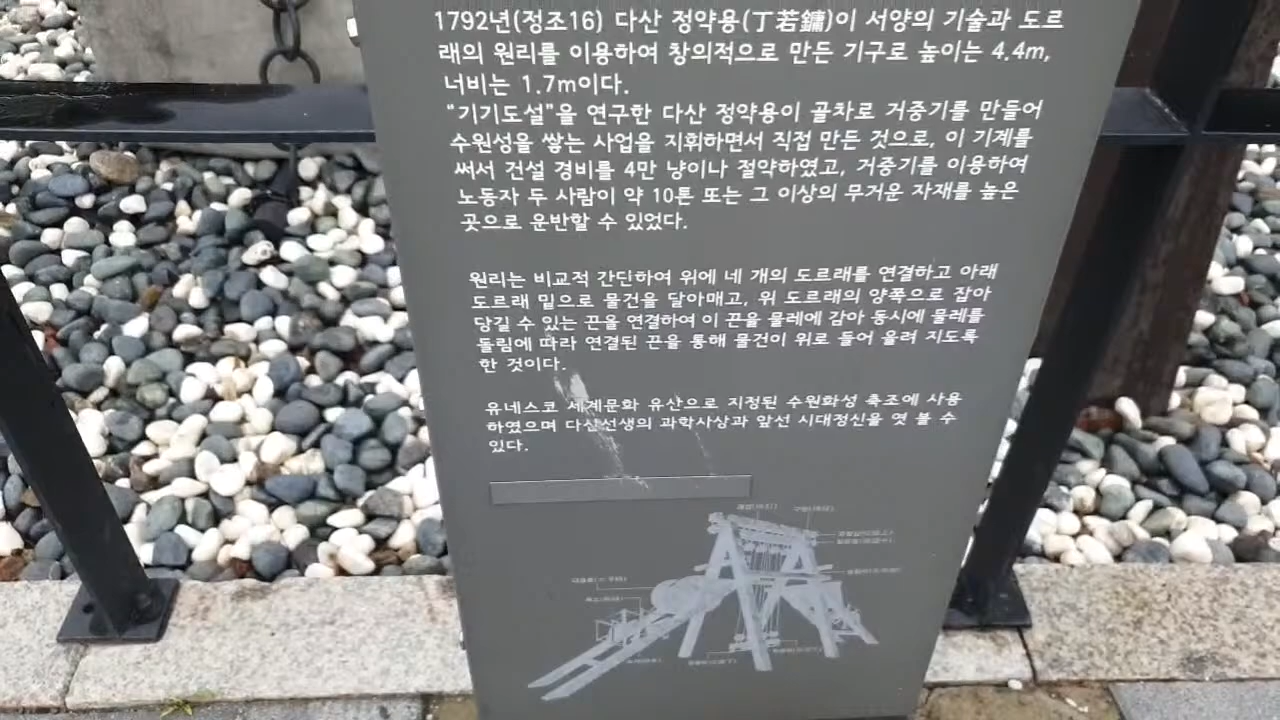 1792년(정조16) 다산 정약용(丁若鏞)이 서양의 기술과 도르
래의 원리를 이용하여 창의적으로 만든 기구로 높이는 4.4m,
너비는 1.7m이다.
“기기도설”을 연구한 다산 정약용이 골차로 거중기를 만들어
수원성을 쌓는 사업을 지휘하면서 직접 만든 것으로, 이 기계를
써서 건설 경비를 4만 냥이나 절약하였고, 거중기를 이용하여
노동자 두 사람이 약 10톤 또는 그 이상의 무거운 자재를 높은
곳으로 운반할 수 있었다.
원리는 비교적 간단하여 위에 네 개의 도르래를 연결하고 아래
도르래 밑으로 물건을 달아매고, 위 도르래의 양쪽으로 잡아
당길 수 있는 끈을 연결하여 이 끈을 물레에 감아 동시에 물레를
돌림에 따라 연결된 끈을 통해 물건이 위로 들어 올려 지도록
한 것이다.
유네스코 세계문화 유산으로 지정된 수원화성 축조에 사용
하였으며 다산선생의 과학사상과 앞선 시대정신을 엿 볼 수
있다.